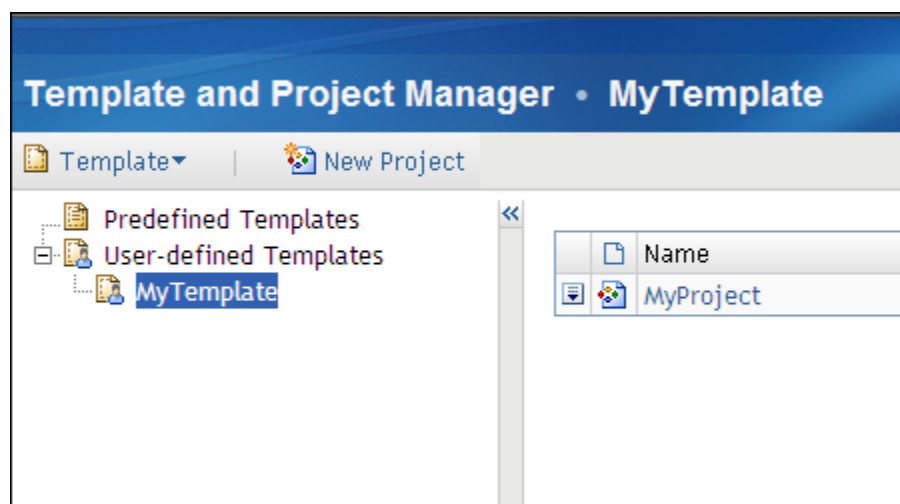 Template and Project Manager • MyTemplate
Template▾ | New Project
Predefined Templates
User-defined Templates
MyTemplate
Name
MyProject